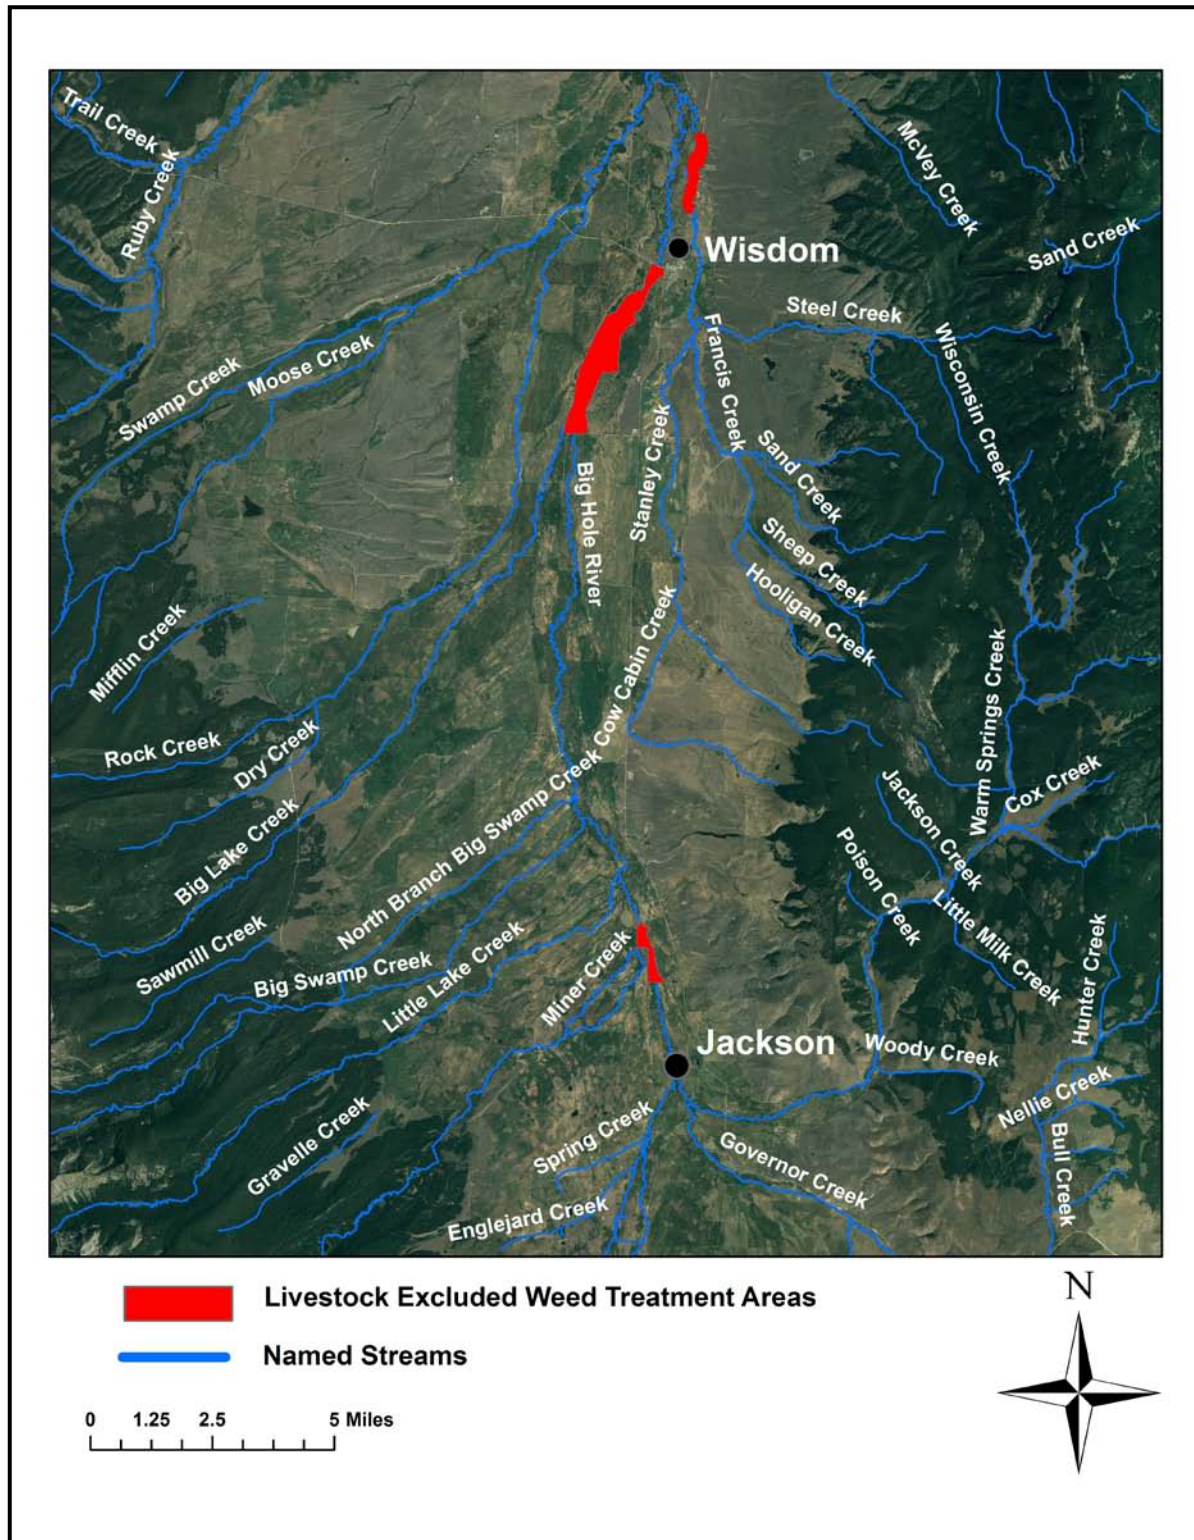 Trail Creek
McVey Creek
Ruby Creek
Sand Creek
Wisdom
Steel Creek
Francis Creek
Wisconsin Creek
Swamp Creek
Moose Creek
Stanley Creek
Sand Creek
Big Hole River
Sheep Creek
Hooligan Creek
Mifflin Creek
Cow Cabin Creek
Warm Springs Creek
Rock Creek
Dry Creek
Cox Creek
Jackson Creek
Big Lake Creek
North Branch Big Swamp Creek
Poison Creek
Little Milk Creek
Sawmill Creek
Big Swamp Creek
Little Lake Creek
Miner Creek
Hunter Creek
Jackson
Woody Creek
Nellie Creek
Gravelle Creek
Spring Creek
Governor Creek
Bull Creek
Englejard Creek
Livestock Excluded Weed Treatment Areas
Named Streams
N
0 1.25 2.5 5 Miles